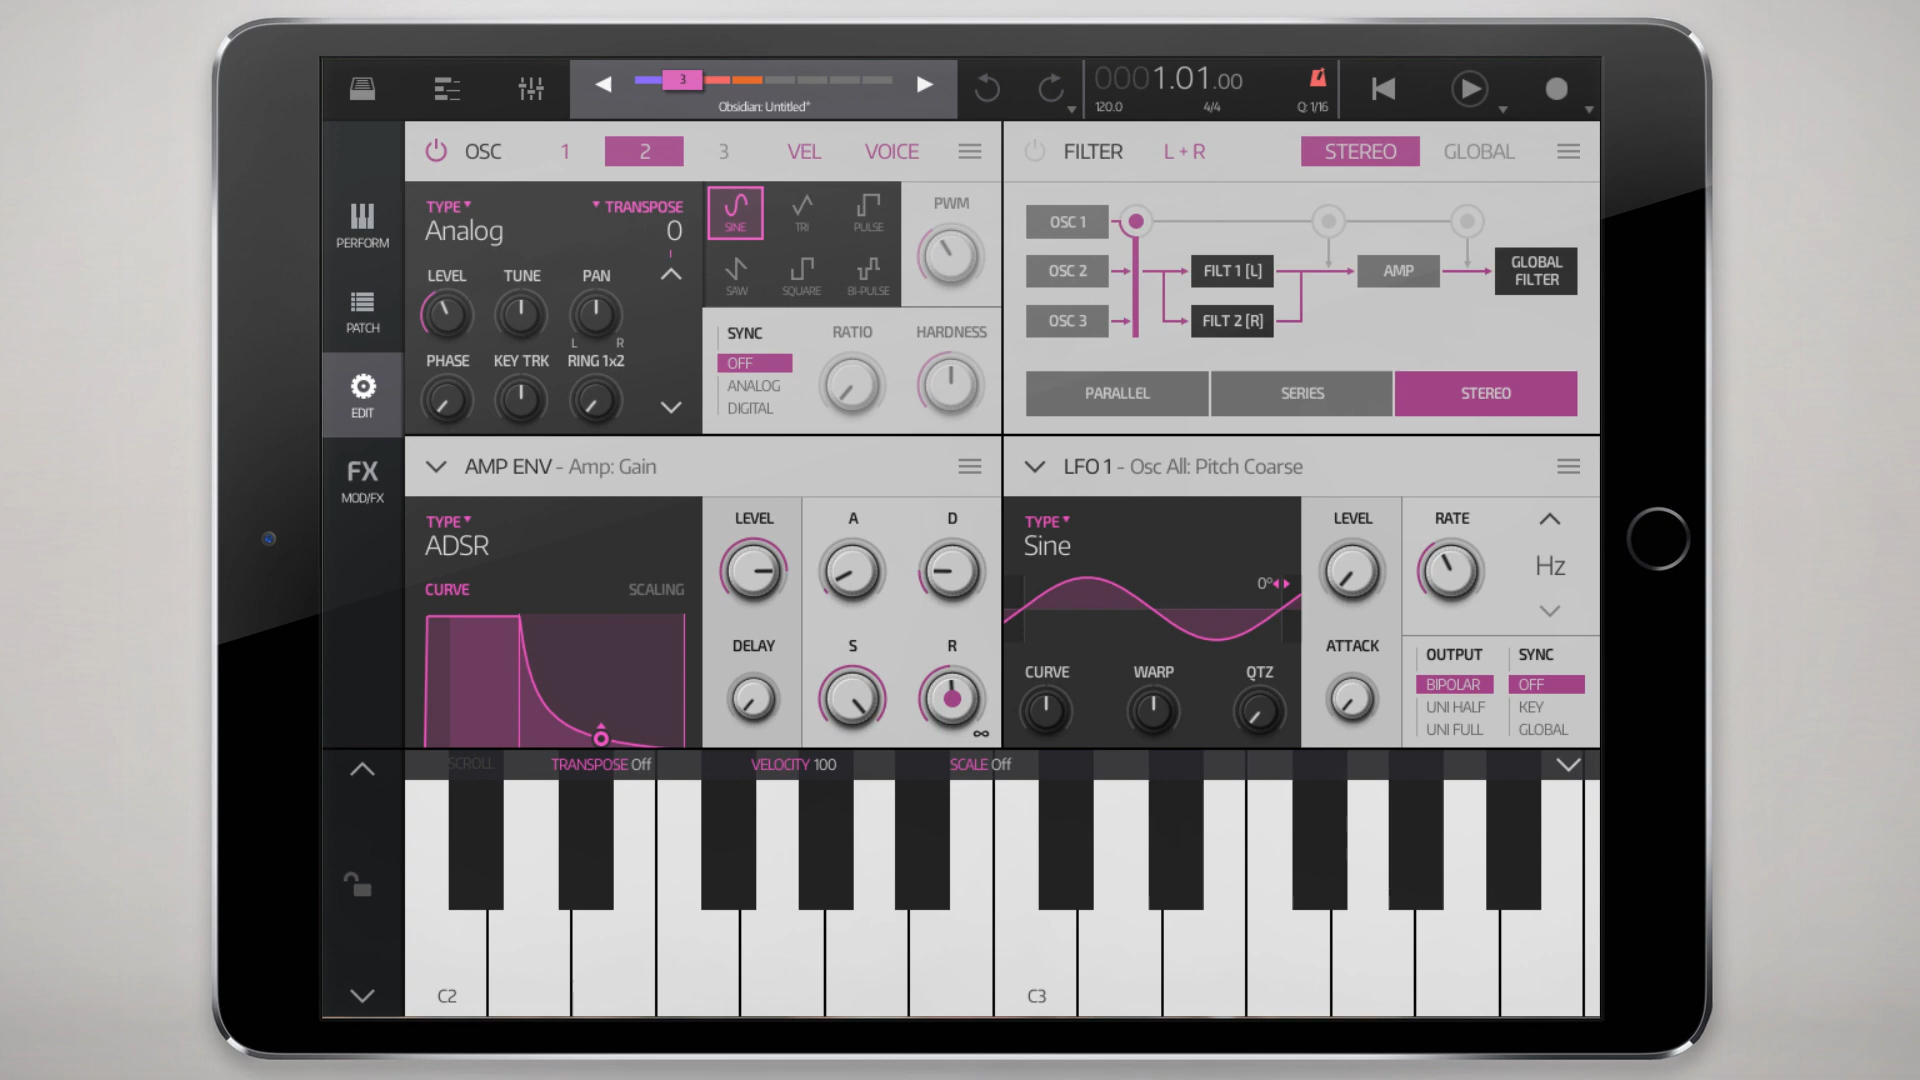 3
Obsidian: Untitled*
0001.01.00
120.0
4/4
Q: 1/16
PERFORM
PATCH
EDIT
FX
MOD/FX
OSC 1 2 3 VEL VOICE
TYPE
Analog
TRANSPOSE
0
LEVEL TUNE PAN
L R
PHASE KEY TRK RING 1x2
SINE TRI PULSE
SAW SQUARE BI-PULSE
PWM
SYNC
OFF
ANALOG
DIGITAL
RATIO
HARDNESS
FILTER L + R STEREO GLOBAL
OSC 1
OSC 2
OSC 3
FILT 1 [L]
FILT 2 [R]
AMP
GLOBAL
FILTER
PARALLEL SERIES STEREO
AMP ENV - Amp: Gain
TYPE
ADSR
CURVE SCALING
LEVEL A D
DELAY S R
∞
LFO 1 - Osc All: Pitch Coarse
TYPE
Sine
0°
CURVE WARP QTZ
LEVEL
ATTACK
RATE
Hz
OUTPUT
BIPOLAR
UNI HALF
UNI FULL
SYNC
OFF
KEY
GLOBAL
SCROLL TRANSPOSE Off VELOCITY 100 SCALE Off
C2
C3